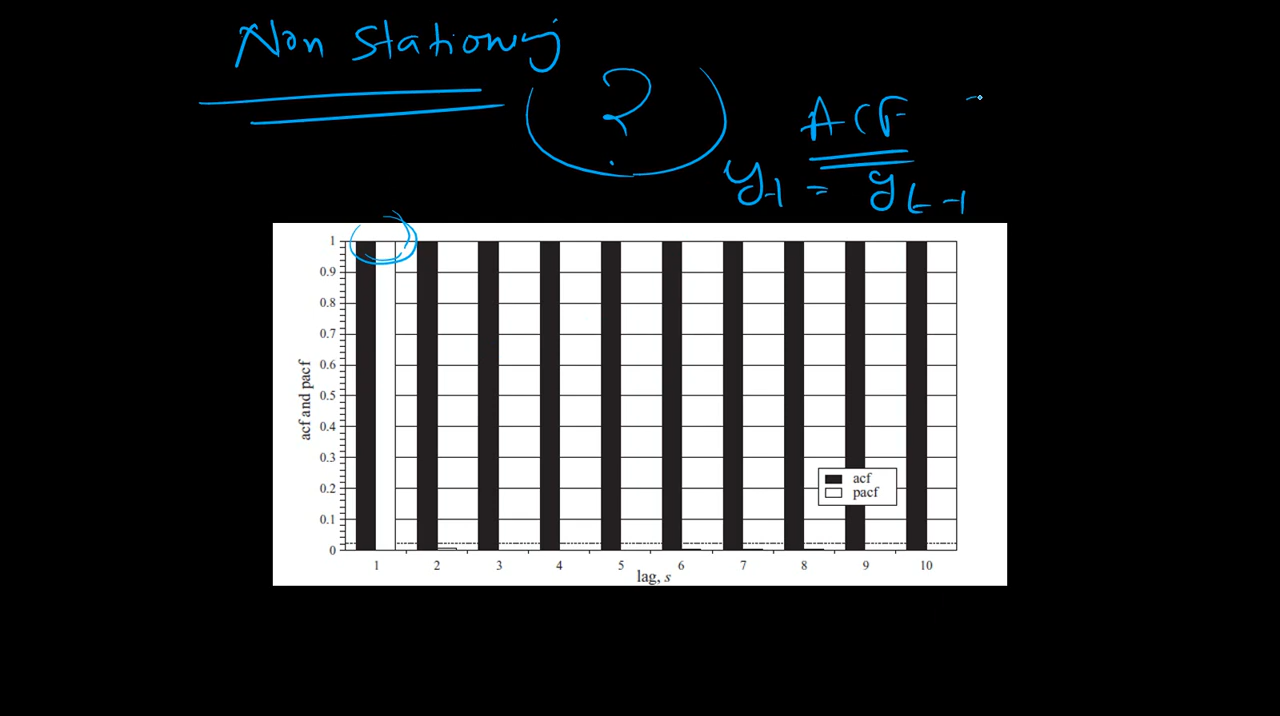 Non Stationary
?
ACF
y-1 = yt-1
1
0.9
0.8
0.7
0.6
0.5
0.4
0.3
0.2
0.1
0
acf and pacf
acf
pacf
1 2 3 4 5 6 7 8 9 10
lag, s